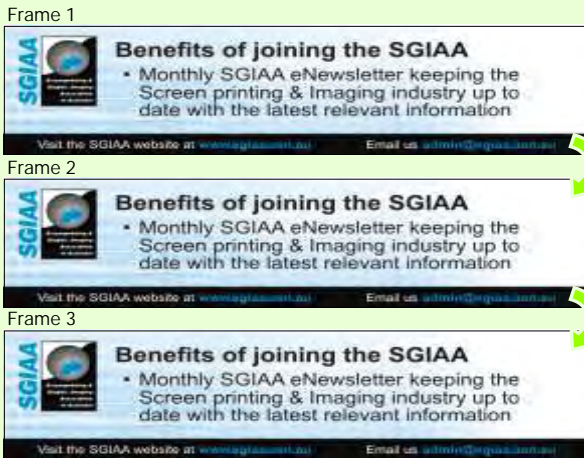 Frame 1
SGIAA
Benefits of joining the SGIAA
• Monthly SGIAA eNewsletter keeping the
Screen printing & Imaging industry up to
date with the latest relevant information
Visit the SGIAA website at Email us
Frame 2
SGIAA
Benefits of joining the SGIAA
• Monthly SGIAA eNewsletter keeping the
Screen printing & Imaging industry up to
date with the latest relevant information
Visit the SGIAA website at Email us
Frame 3
SGIAA
Benefits of joining the SGIAA
• Monthly SGIAA eNewsletter keeping the
Screen printing & Imaging industry up to
date with the latest relevant information
Visit the SGIAA website at Email us